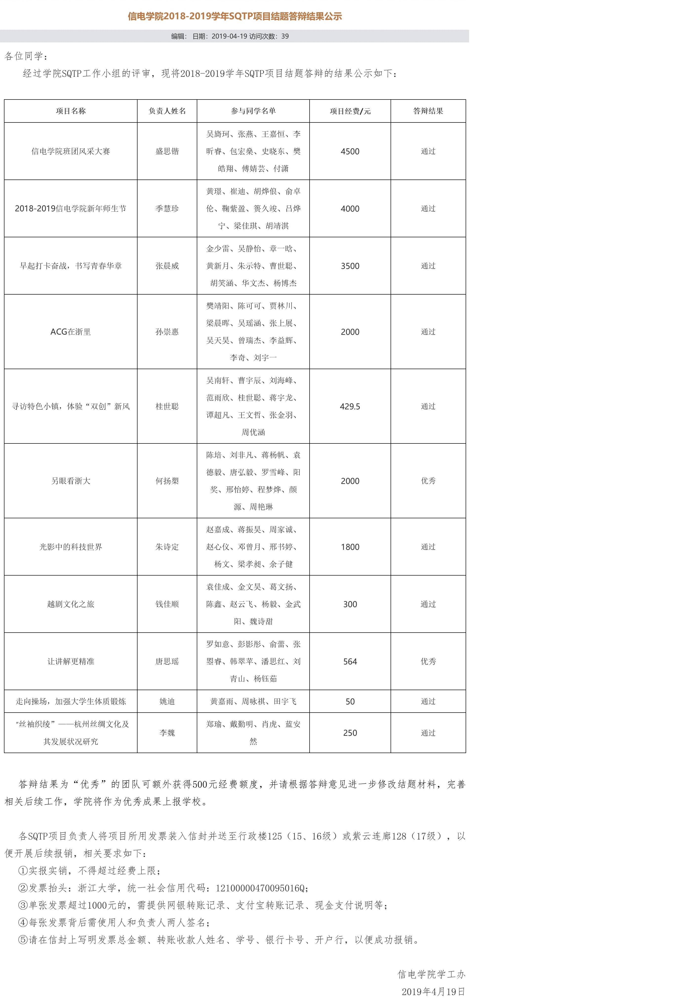 信电学院2018-2019学年SQTP项目结题答辩结果公示
编辑： 日期：2019-04-19 访问次数：39
各位同学：
经过学院SQTP工作小组的评审，现将2018-2019学年SQTP项目结题答辩的结果公示如下：
项目名称 负责人姓名 参与同学名单 项目经费/元 答辩结果
吴旖珂、张燕、王嘉恒、李
信电学院班团风采大赛 盛思锴 昕睿、包宏燊、史晓东、樊 4500 通过
皓翔、傅婧芸、付潇
黄璟、崔迪、胡烨俍、俞卓
2018-2019信电学院新年师生节 季慧珍 伦、鞠紫盈、赟久竣、吕烨 4000 通过
宁、梁佳琪、胡靖淇
金少雷、吴静怡、章一晗、
早起打卡奋战，书写青春华章 张晨威 黄新月、朱示特、曹世聪、 3500 通过
胡笑涵、华文杰、杨博杰
樊靖阳、陈可可、贾林川、
梁晨晖、吴瑶涵、张上展、
ACG在浙里 孙崇惠 2000 通过
吴天昊、曾瑞杰、李益辉、
李奇、刘宇一
吴南轩、曹宇辰、刘海峰、
范雨欣、桂世聪、蒋宇龙、
寻访特色小镇，体验“双创”新风 桂世聪 429.5 通过
谭超凡、王文哲、张金羽、
周优涵
陈培、刘非凡、蒋杨帆、袁
德毅、唐弘毅、罗雪峰、阳
另眼看浙大 何扬槊 2000 优秀
奖、邢怡婷、程梦烨、颜
源、周艳琳
赵嘉成、蒋振昊、周家诚、
光影中的科技世界 朱诗定 赵心仪、邓曾月、邢书婷、 1800 通过
杨文、梁孝昶、余子健
袁佳成、金文昊、葛文扬、
越剧文化之旅 钱佳顺 陈鑫、赵云飞、杨毅、金武 300 通过
阳、魏诗甜
罗如意、彭影彤、俞蕾、张
让讲解更精准 唐思瑶 曌睿、韩翠苹、潘思红、刘 564 优秀
青山、杨钰茹
走向操场，加强大学生体质锻炼 姚迪 黄嘉雨、周咏祺、田宇飞 50 通过
“丝袖织绫”——杭州丝绸文化及 郑瑜、戴勤明、肖虎、蓝安
李魏 250 通过
其发展状况研究 然
答辩结果为“优秀”的团队可额外获得500元经费额度，并请根据答辩意见进一步修改结题材料，完善
相关后续工作，学院将作为优秀成果上报学校。
各SQTP项目负责人将项目所用发票装入信封并送至行政楼125（15、16级）或紫云连廊128（17级），以
便开展后续报销，相关要求如下：
①实报实销，不得超过经费上限；
②发票抬头：浙江大学，统一社会信用代码：12100000470095016Q；
③单张发票超过1000元的，需提供网银转账记录、支付宝转账记录、现金支付说明等；
④每张发票背后需使用人和负责人两人签名；
⑤请在信封上写明发票总金额、转账收款人姓名、学号、银行卡号、开户行，以便成功报销。
信电学院学工办
2019年4月19日